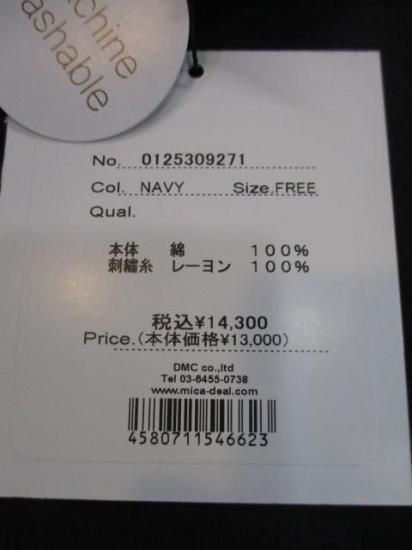 chine
ashable
No. 0125309271
Col. NAVY Size.FREE
Qual.
本体 綿 100%
刺繍糸 レーヨン 100%
税込¥14,300
Price.(本体価格¥13,000)
DMC co.,ltd
Tel 03-6455-0738
www.mica-deal.com
4580711546623